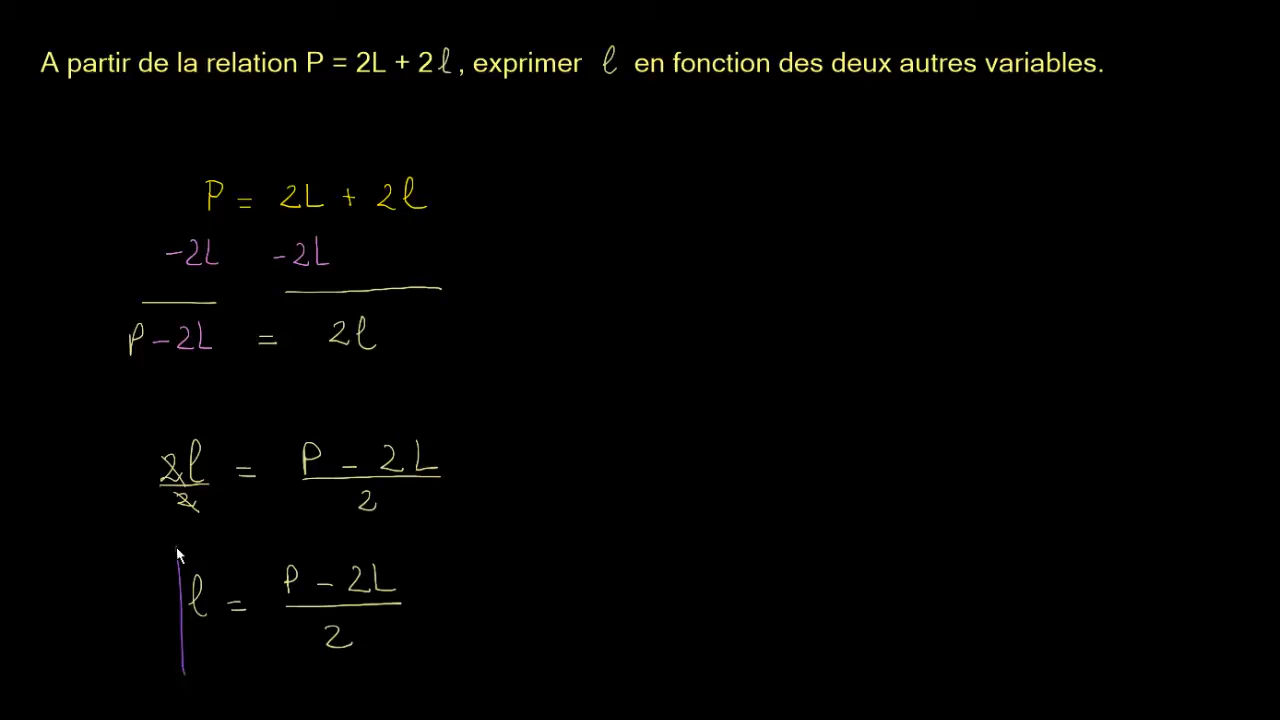 A partir de la relation P = 2L + 2ℓ, exprimer ℓ en fonction des deux autres variables.
P = 2L + 2ℓ
-2L -2L
P - 2L = 2ℓ
2ℓ/2 = P - 2L/2
ℓ = P - 2L/2